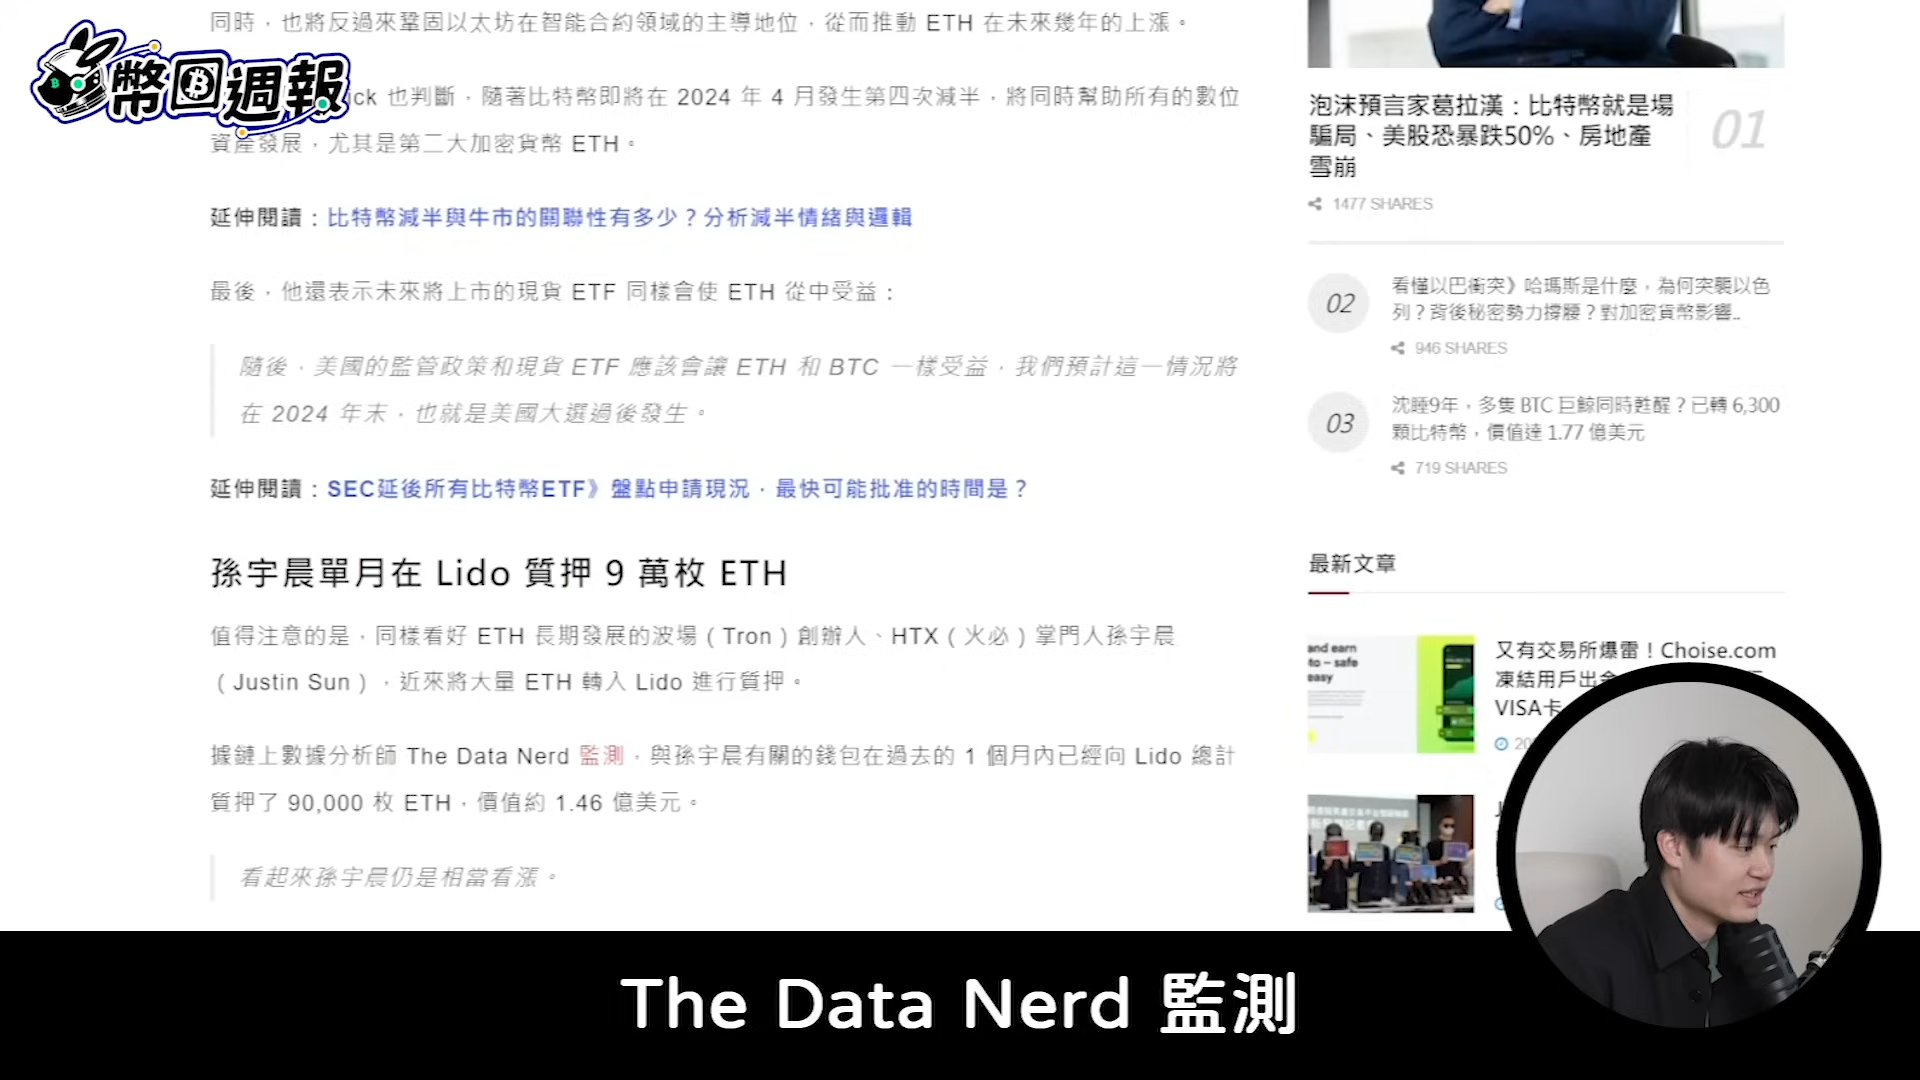 同時，也將反過來鞏固以太坊在智能合約領域的主導地位，從而推動 ETH 在未來幾年的上漲。
幣回週報
ick 也判斷，隨著比特幣即將在 2024 年 4 月發生第四次減半，將同時幫助所有的數位
資產發展，尤其是第二大加密貨幣 ETH。
延伸閱讀：比特幣減半與牛市的關聯性有多少？分析減半情緒與邏輯
最後，他還表示未來將上市的現貨 ETF 同樣會使 ETH 從中受益：
隨後，美國的監管政策和現貨 ETF 應該會讓 ETH 和 BTC 一樣受益，我們預計這一情況將
在 2024 年末，也就是美國大選過後發生。
延伸閱讀：SEC延後所有比特幣ETF》盤點申請現況，最快可能批准的時間是？
孫宇晨單月在 Lido 質押 9 萬枚 ETH
值得注意的是，同樣看好 ETH 長期發展的波場（Tron）創辦人、HTX（火必）掌門人孫宇晨
（Justin Sun），近來將大量 ETH 轉入 Lido 進行質押。
據鏈上數據分析師 The Data Nerd 監測，與孫宇晨有關的錢包在過去的 1 個月內已經向 Lido 總計
質押了 90,000 枚 ETH，價值約 1.46 億美元。
看起來孫宇晨仍是相當看漲。
泡沫預言家葛拉漢：比特幣就是場
騙局、美股恐暴跌50%、房地產
雪崩
01
1477 SHARES
02
看懂以巴衝突》哈瑪斯是什麼，為何突襲以色
列？背後秘密勢力撐腰？對加密貨幣影響..
946 SHARES
03
沈睡9年，多隻 BTC 巨鯨同時甦醒？已轉 6,300
顆比特幣，價值達 1.77 億美元
719 SHARES
最新文章
and earn
to – safe
easy
又有交易所爆雷！Choise.com
凍結用戶出金
VISA卡
The Data Nerd 監測